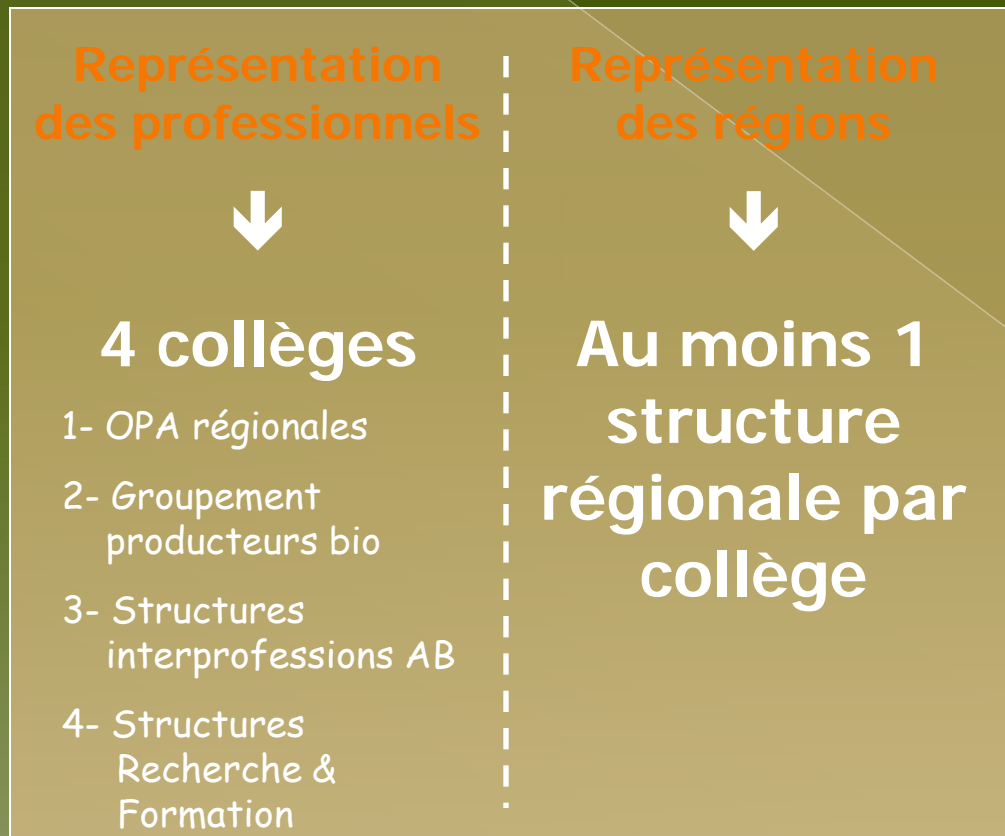 Représentation
des professionnels
🡻
4 collèges
1- OPA régionales
2- Groupement
producteurs bio
3- Structures
interprofessions AB
4- Structures
Recherche &
Formation
Représentation
des régions
🡻
Au moins 1
structure
régionale par
collège